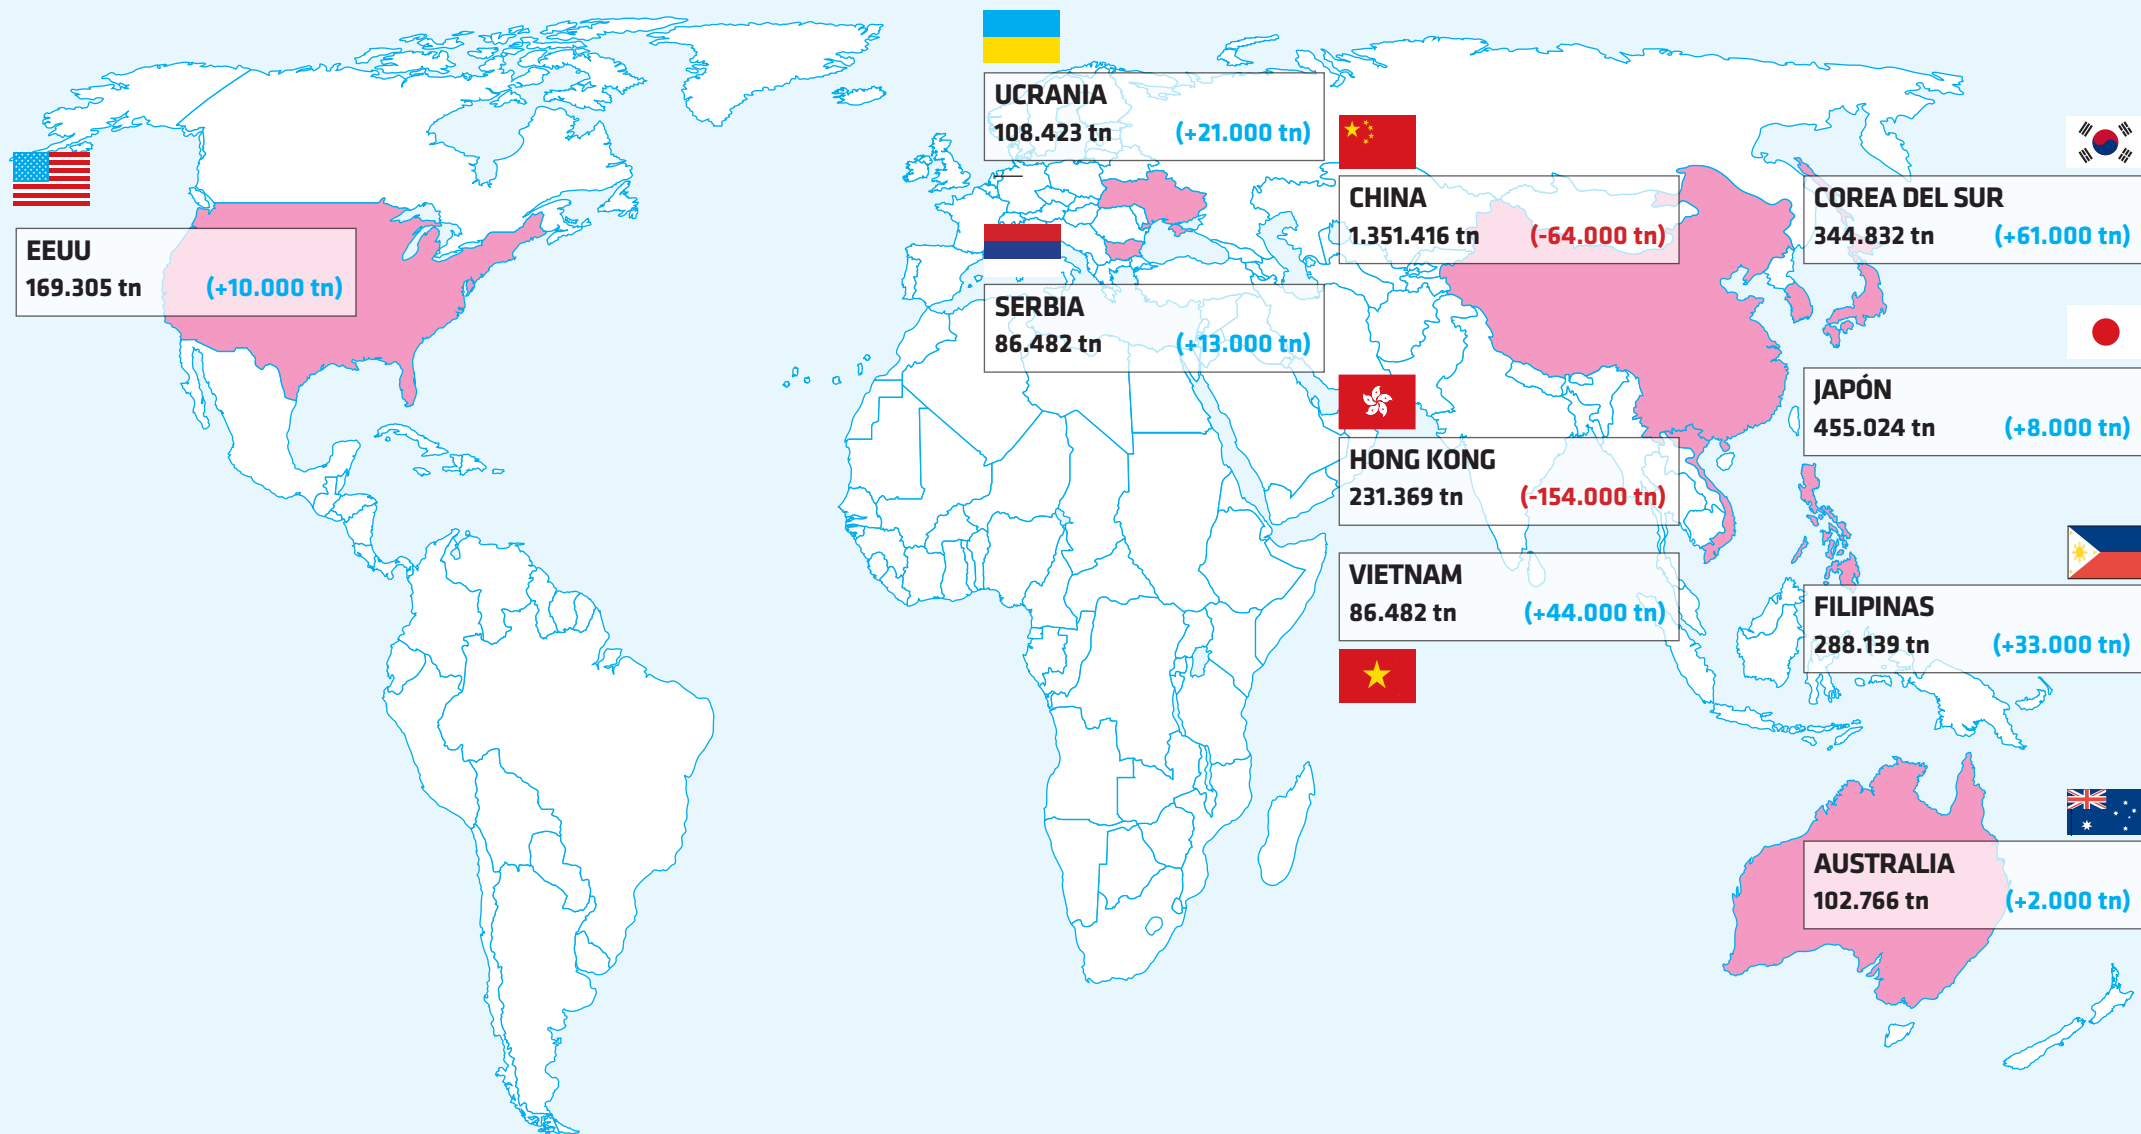 UCRANIA
108.423 tn (+21.000 tn)
EEUU
169.305 tn (+10.000 tn)
SERBIA
86.482 tn (+13.000 tn)
CHINA
1.351.416 tn (-64.000 tn)
COREA DEL SUR
344.832 tn (+61.000 tn)
JAPÓN
455.024 tn (+8.000 tn)
HONG KONG
231.369 tn (-154.000 tn)
VIETNAM
86.482 tn (+44.000 tn)
FILIPINAS
288.139 tn (+33.000 tn)
AUSTRALIA
102.766 tn (+2.000 tn)